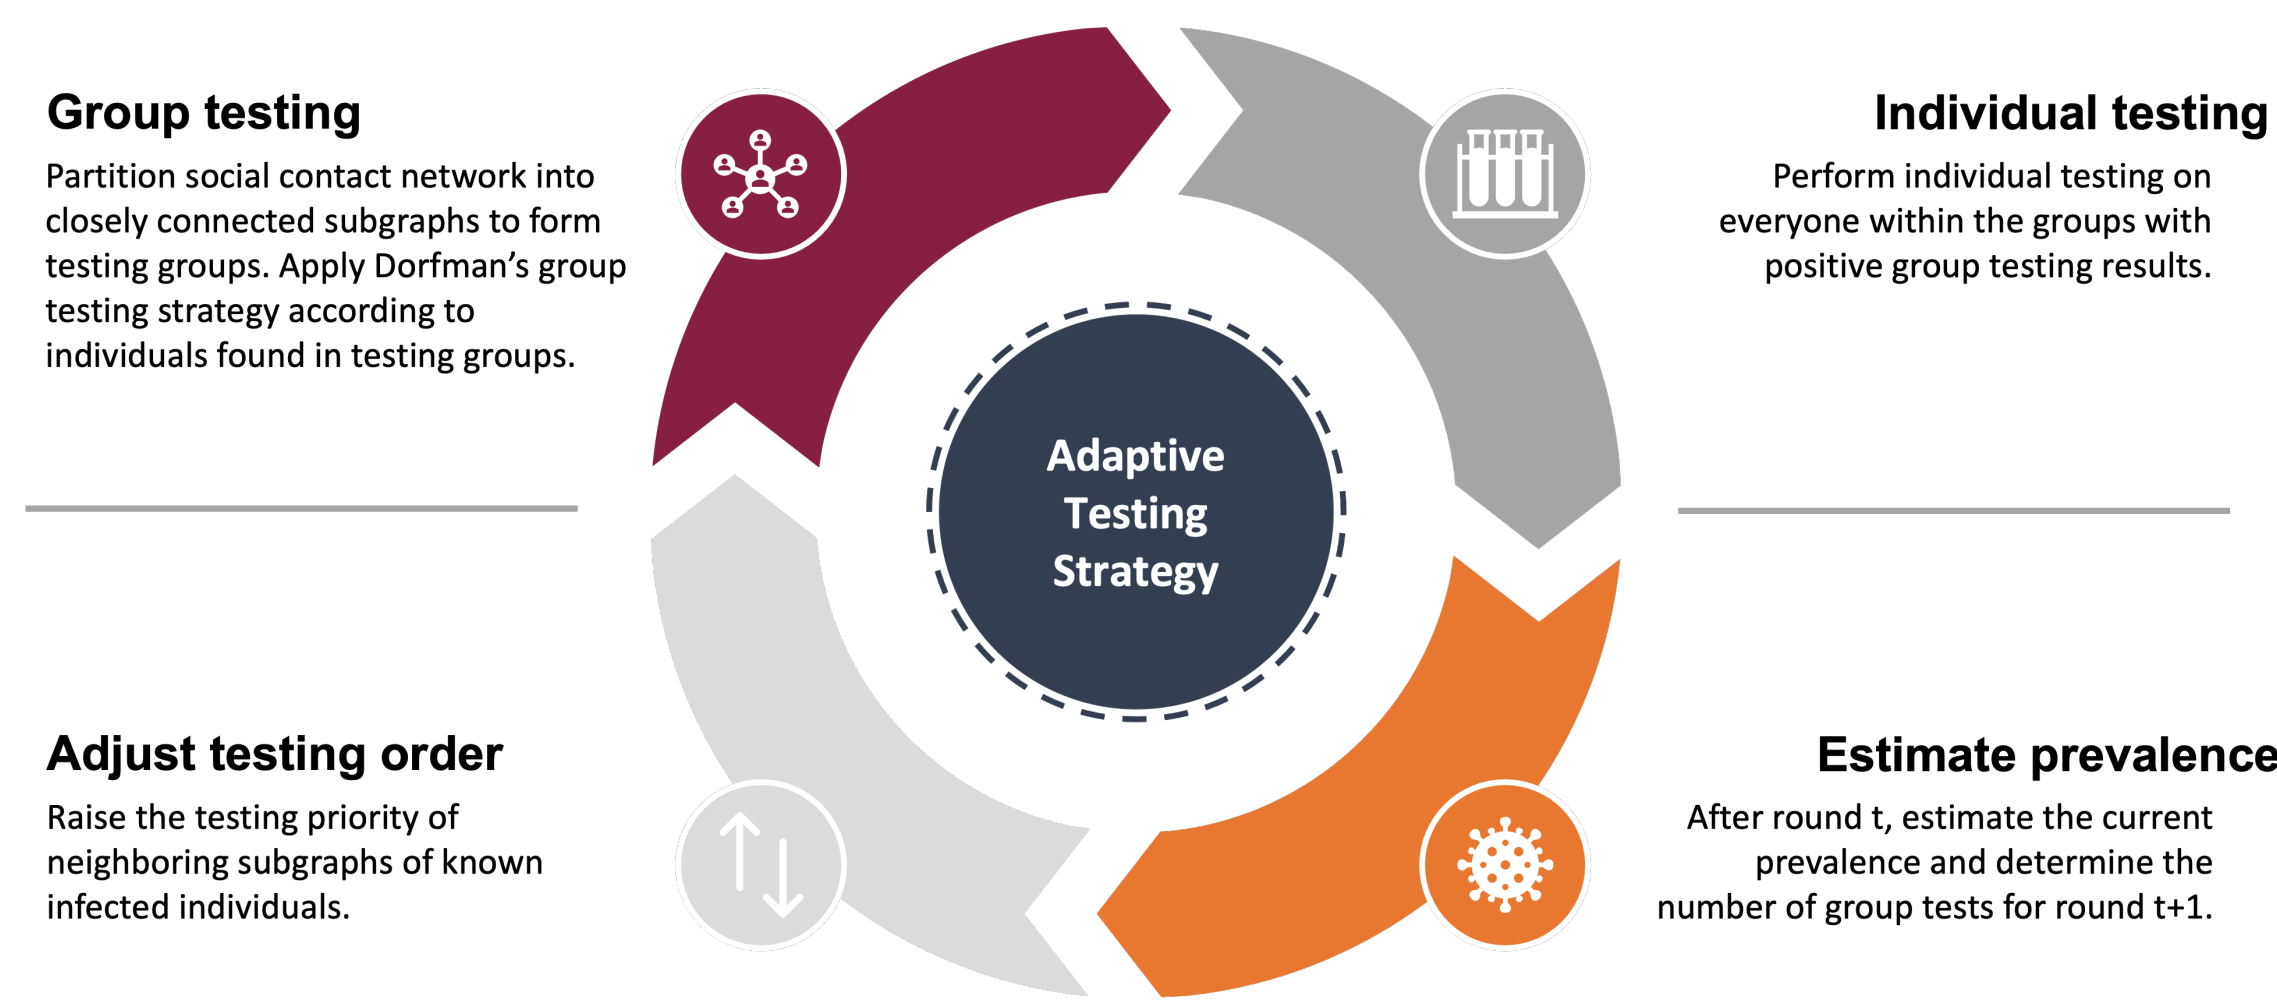 Group testing
Partition social contact network into
closely connected subgraphs to form
testing groups. Apply Dorfman’s group
testing strategy according to
individuals found in testing groups.
Individual testing
Perform individual testing on
everyone within the groups with
positive group testing results.
Adaptive
Testing
Strategy
Adjust testing order
Raise the testing priority of
neighboring subgraphs of known
infected individuals.
Estimate prevalence
After round t, estimate the current
prevalence and determine the
number of group tests for round t+1.